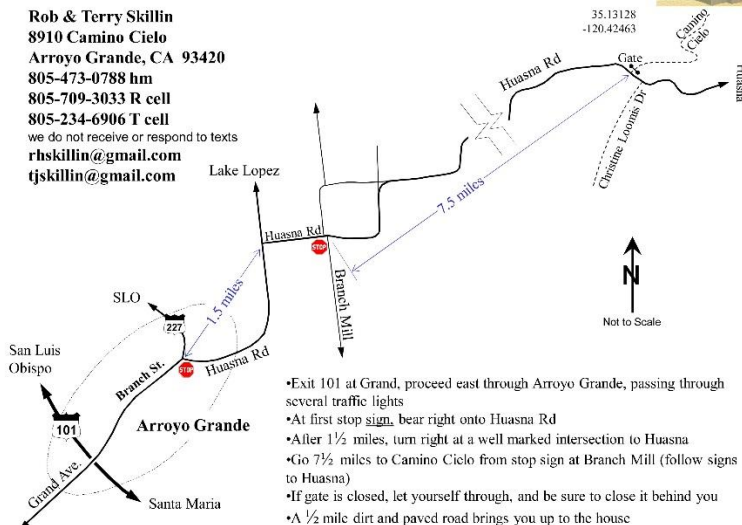 Rob & Terry Skillin
8910 Camino Cielo
Arroyo Grande, CA  93420
805-473-0788 hm
805-709-3033 R cell
805-234-6906 T cell
we do not receive or respond to texts
rhskillin@gmail.com
tjskillin@gmail.com
35.13128
-120.42463
Camino
Cielo
Gate
Huasna Rd
Huasna
Christine Loomis Dr
7.5 miles
Lake Lopez
Huasna Rd
STOP
Branch Mill
1.5 miles
N
Not to Scale
SLO
227
STOP
Huasna Rd
Branch St.
San Luis
Obispo
101
Arroyo Grande
Grand Ave.
Santa Maria
•Exit 101 at Grand, proceed east through Arroyo Grande, passing through
several traffic lights
•At first stop sign, bear right onto Huasna Rd
•After 1½ miles, turn right at a well marked intersection to Huasna
•Go 7½ miles to Camino Cielo from stop sign at Branch Mill (follow signs
to Huasna)
•If gate is closed, let yourself through, and be sure to close it behind you
•A ½ mile dirt and paved road brings you up to the house